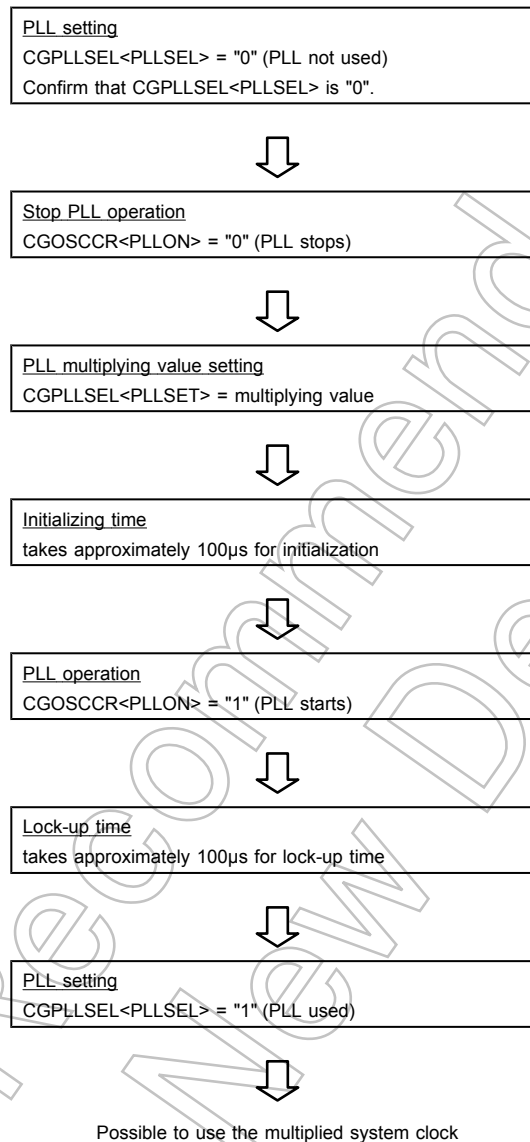 PLL setting
CGPLLSEL<PLLSEL> = "0" (PLL not used)
Confirm that CGPLLSEL<PLLSEL> is "0".
Stop PLL operation
CGOSCCR<PLLON> = "0" (PLL stops)
PLL multiplying value setting
CGPLLSEL<PLLSET> = multiplying value
Initializing time
takes approximately 100μs for initialization
PLL operation
CGOSCCR<PLLON> = "1" (PLL starts)
Lock-up time
takes approximately 100μs for lock-up time
PLL setting
CGPLLSEL<PLLSEL> = "1" (PLL used)
Possible to use the multiplied system clock
Recommend
New De